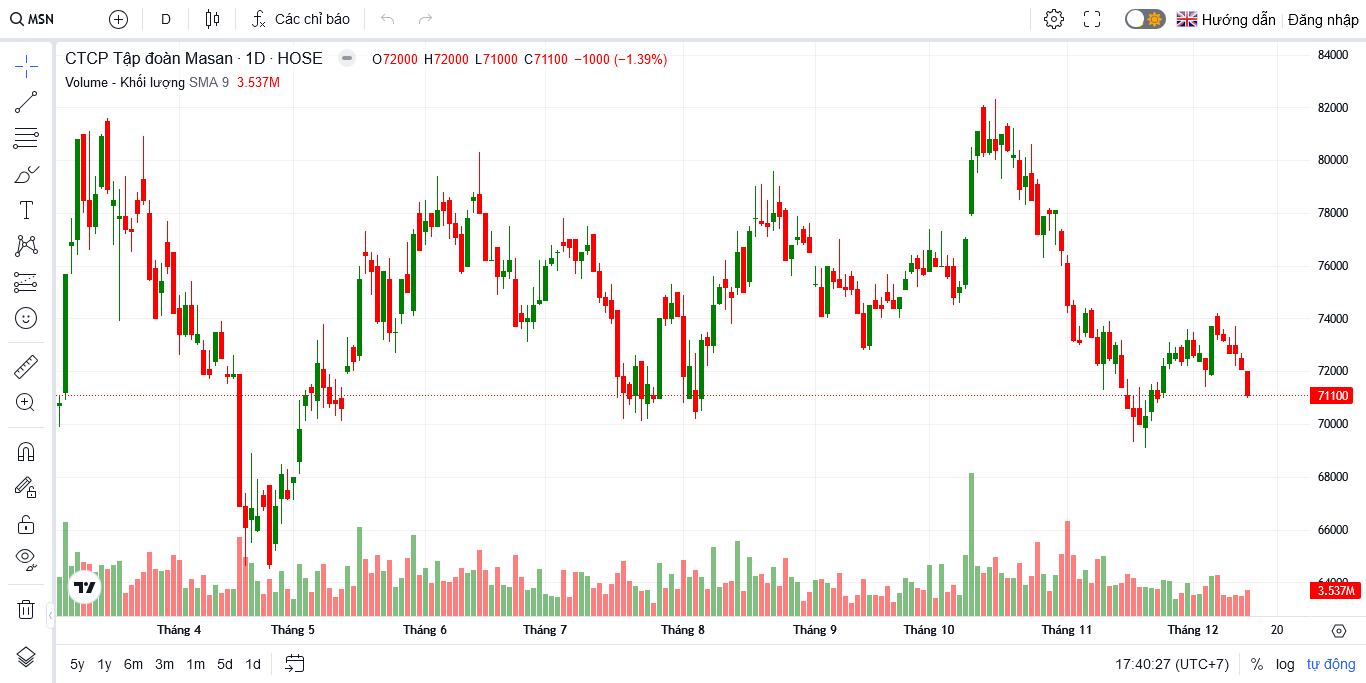 MSN D Các chỉ báo Hướng dẫn Đăng nhập
CTCP Tập đoàn Masan · 1D · HOSE O72000 H72000 L71000 C71100 −1000 (−1.39%)
Volume - Khối lượng SMA 9 3.537M
84000
82000
80000
78000
76000
74000
72000
71100
70000
68000
66000
64000
3.537M
Tháng 4 Tháng 5 Tháng 6 Tháng 7 Tháng 8 Tháng 9 Tháng 10 Tháng 11 Tháng 12 20
5y 1y 6m 3m 1m 5d 1d 17:40:27 (UTC+7) % log tự động